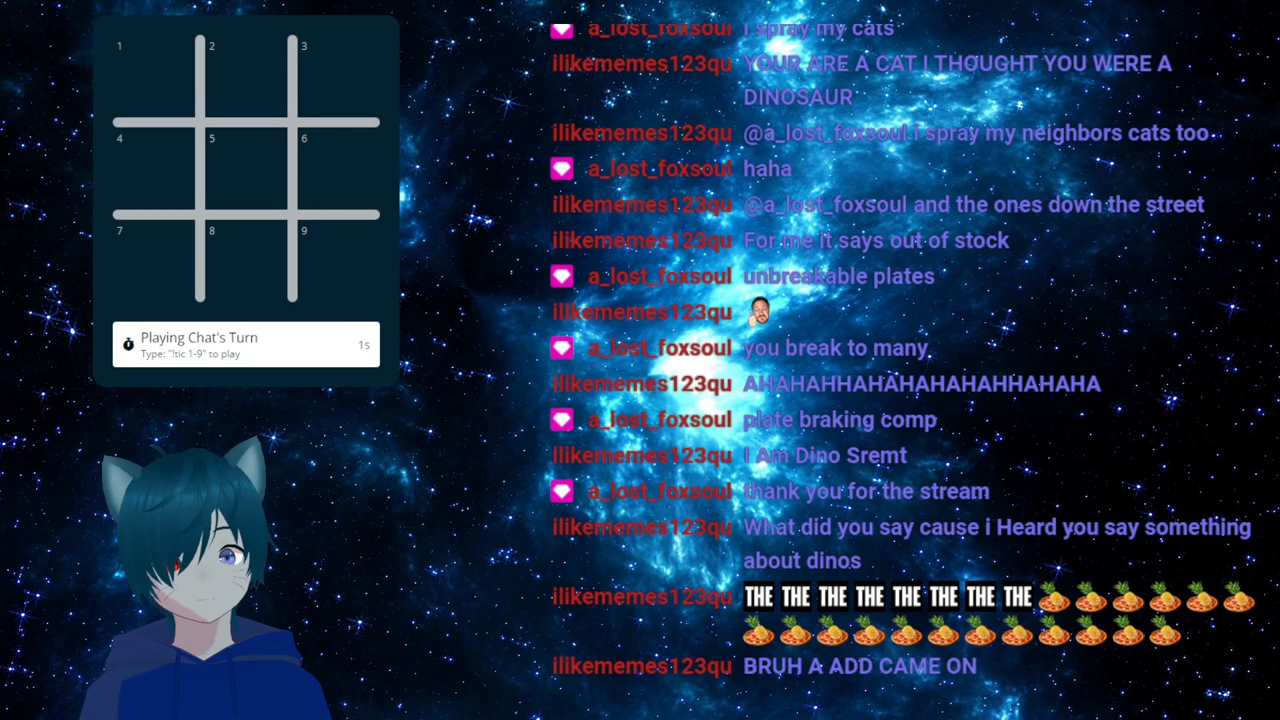 1 2 3
4 5 6
7 8 9
Playing Chat's Turn
Type: "!tic 1-9" to play
1s
a_lost_foxsoul i spray my cats
ilikememes123qu YOUR ARE A CAT I THOUGHT YOU WERE A
DINOSAUR
ilikememes123qu @a_lost_foxsoul i spray my neighbors cats too
a_lost_foxsoul haha
ilikememes123qu @a_lost_foxsoul and the ones down the street
ilikememes123qu For me it says out of stock
a_lost_foxsoul unbreakable plates
ilikememes123qu
a_lost_foxsoul you break to many
ilikememes123qu AHAHAHHAHAHAHAHAHHAHAHA
a_lost_foxsoul plate braking comp
ilikememes123qu I Am Dino Sremt
a_lost_foxsoul thank you for the stream
ilikememes123qu What did you say cause i Heard you say something
about dinos
ilikememes123qu THE THE THE THE THE THE THE THE
ilikememes123qu BRUH A ADD CAME ON